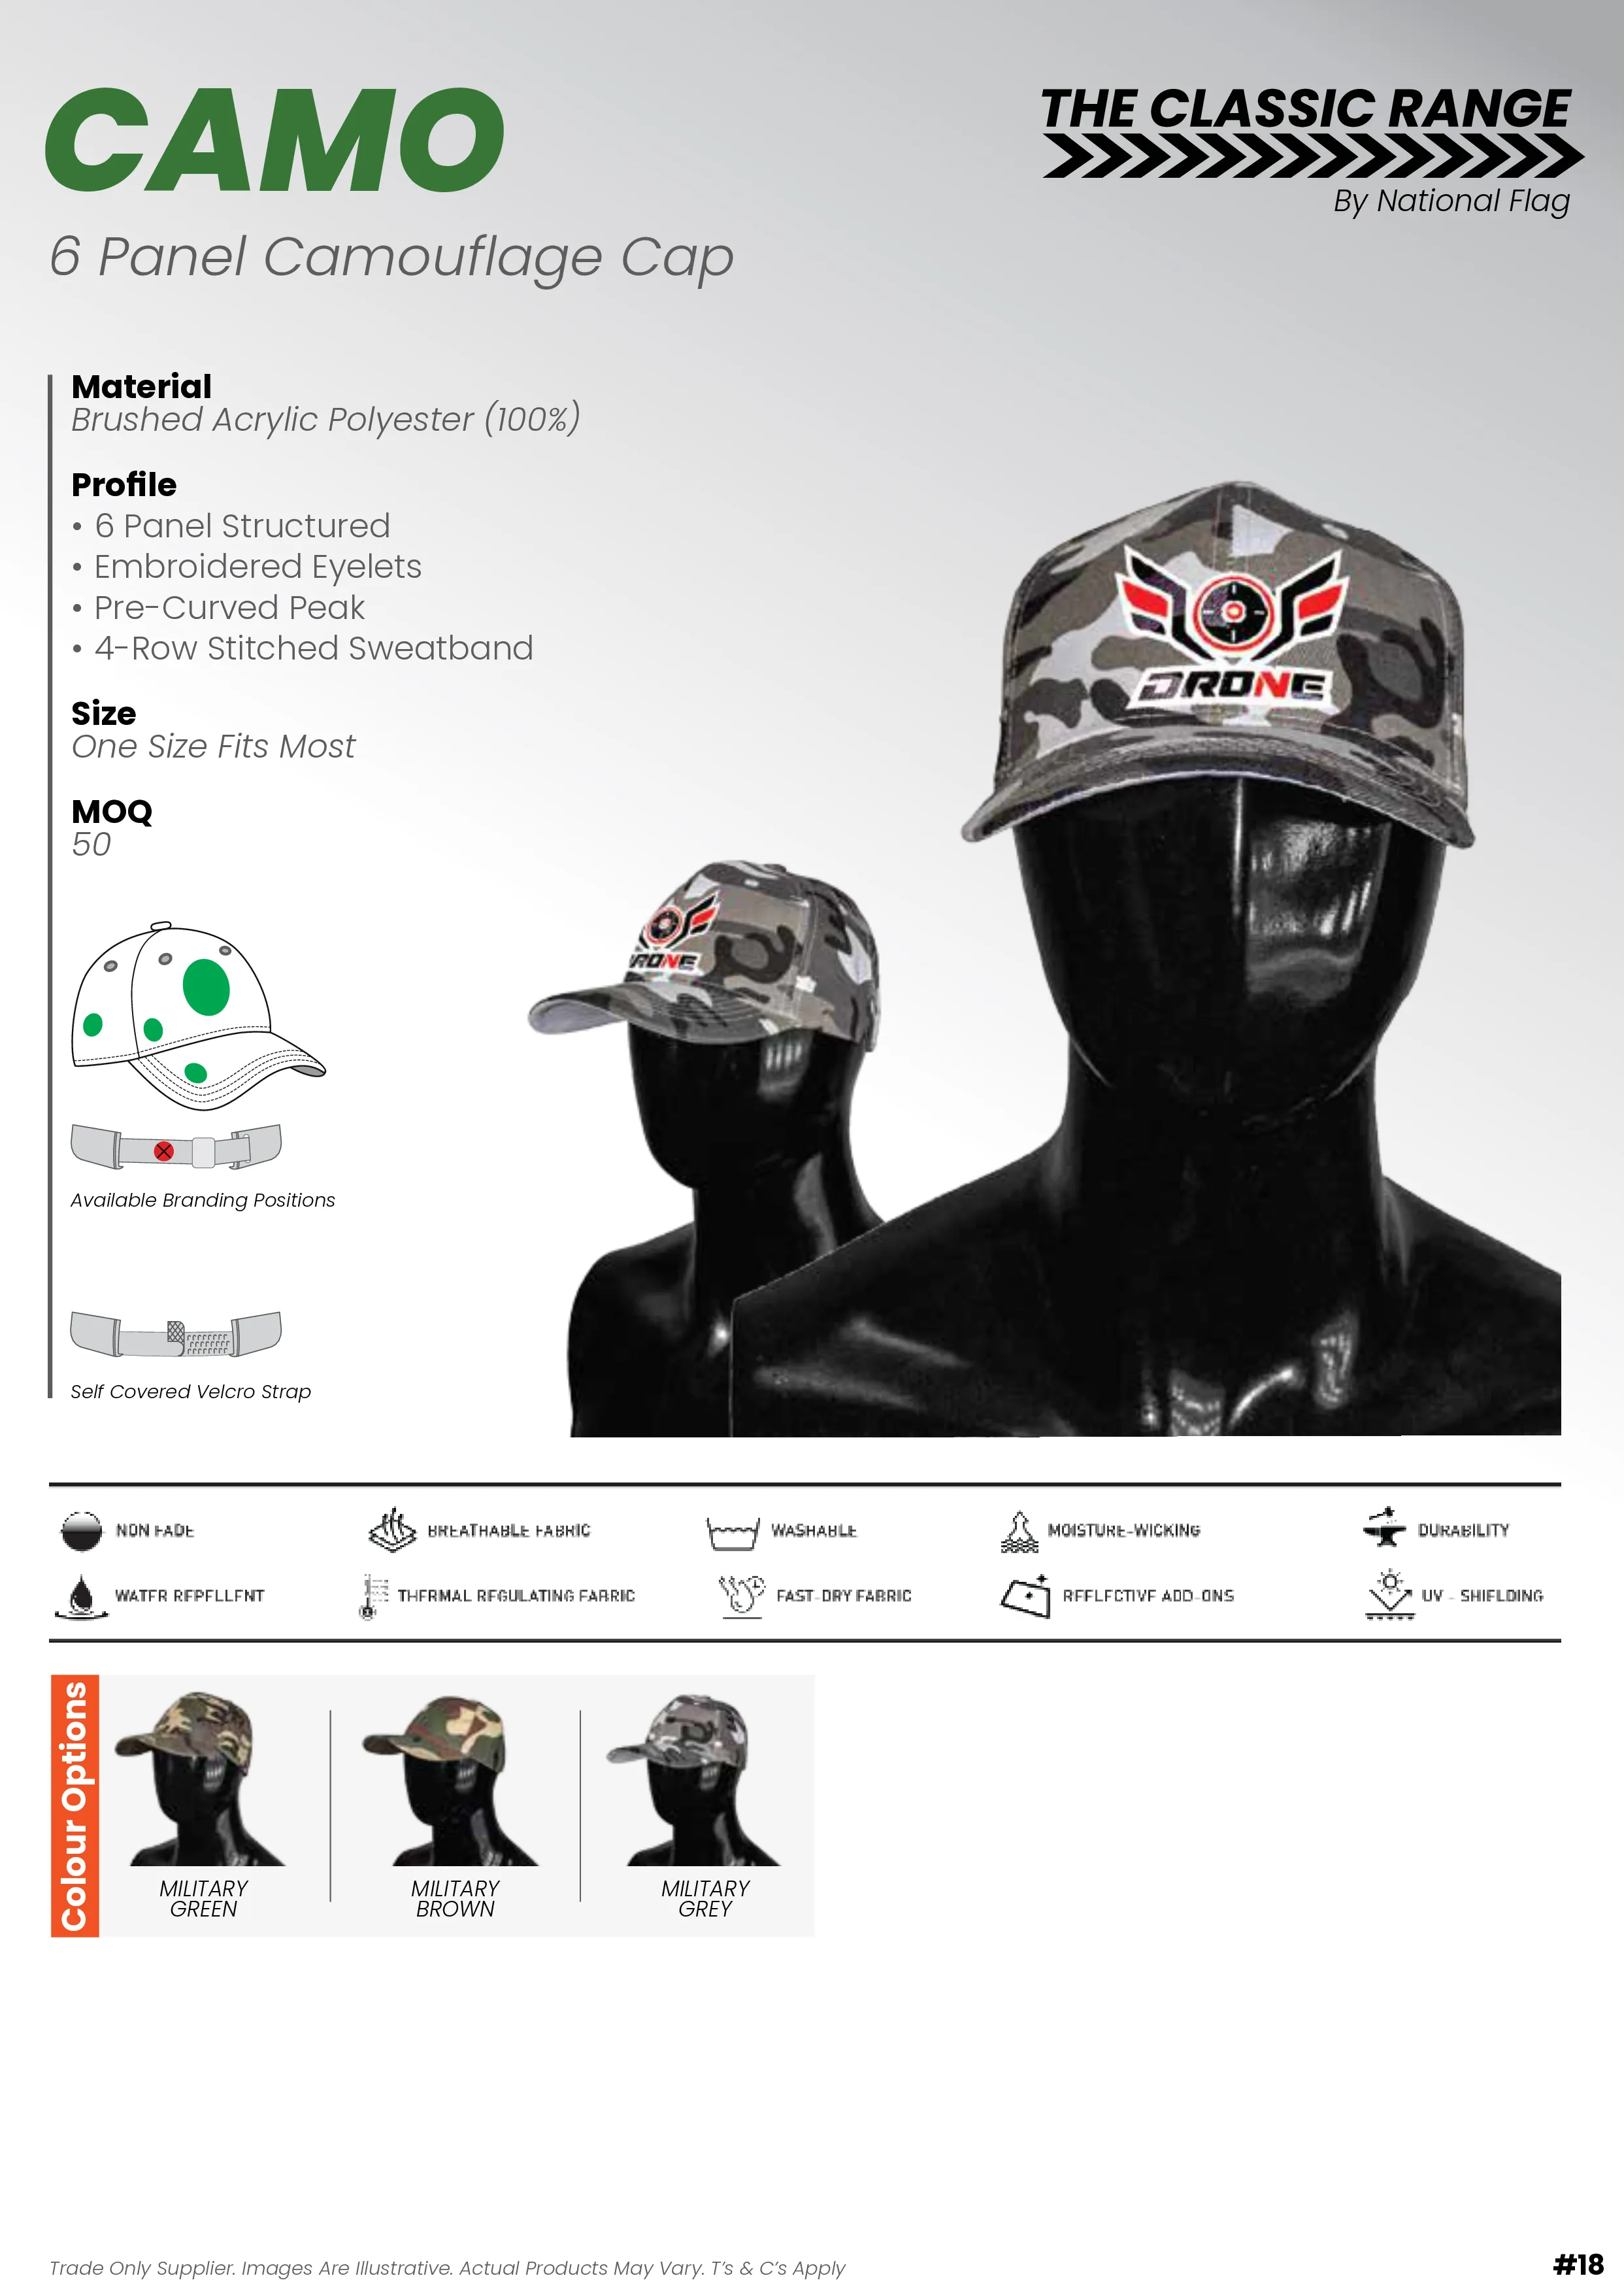 CAMO
THE CLASSIC RANGE
By National Flag
6 Panel Camouflage Cap
Material
Brushed Acrylic Polyester (100%)
Profile
• 6 Panel Structured
• Embroidered Eyelets
• Pre-Curved Peak
• 4-Row Stitched Sweatband
Size
One Size Fits Most
MOQ
50
DRONE
DRONE
Available Branding Positions
Self Covered Velcro Strap
NON FADE
BREATHABLE FABRIC
WASHABLE
MOISTURE-WICKING
DURABILITY
WATER REPELLENT
THERMAL REGULATING FABRIC
FAST-DRY FABRIC
REFLECTIVE ADD-ONS
UV - SHIELDING
Colour Options
MILITARY
GREEN
MILITARY
BROWN
MILITARY
GREY
Trade Only Supplier. Images Are Illustrative. Actual Products May Vary. T's & C's Apply
#18